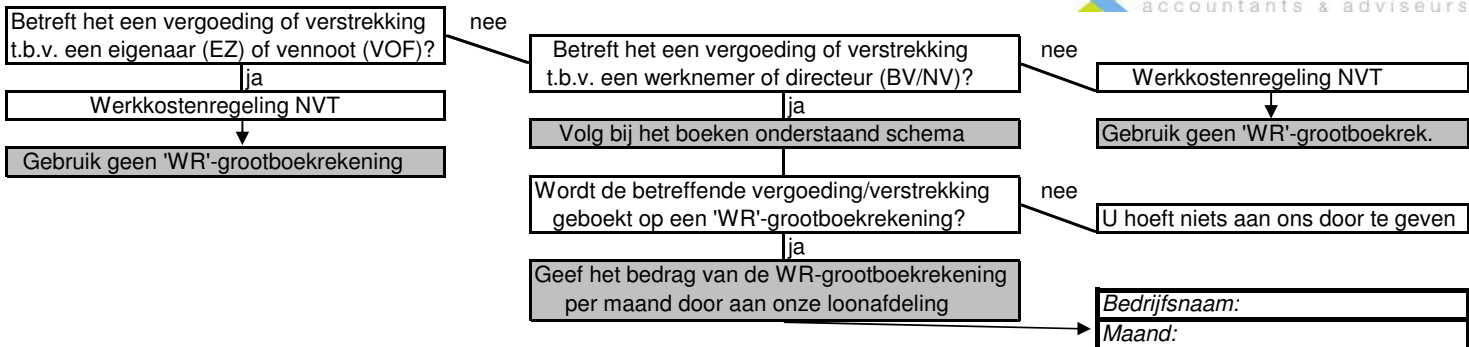 accountants & adviseurs
Betreft het een vergoeding of verstrekking
t.b.v. een eigenaar (EZ) of vennoot (VOF)?
nee
ja
Werkkostenregeling NVT
Gebruik geen 'WR'-grootboekrekening
Betreft het een vergoeding of verstrekking
t.b.v. een werknemer of directeur (BV/NV)?
nee
Werkkostenregeling NVT
Gebruik geen 'WR'-grootboekrek.
ja
Volg bij het boeken onderstaand schema
Wordt de betreffende vergoeding/verstrekking
geboekt op een 'WR'-grootboekrekening?
nee
U hoeft niets aan ons door te geven
ja
Geef het bedrag van de WR-grootboekrekening
per maand door aan onze loonafdeling
Bedrijfsnaam:
Maand: